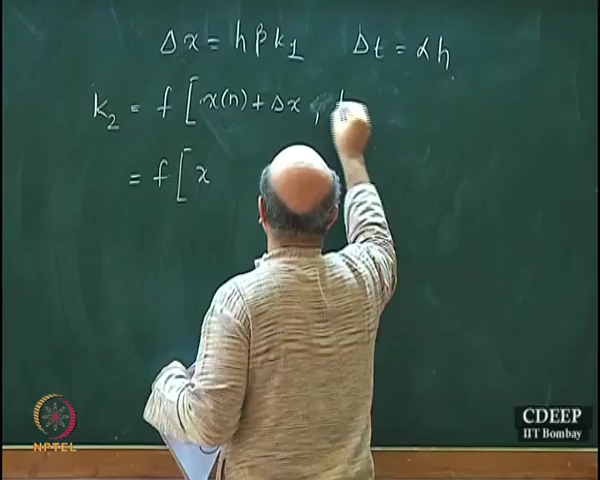 Δx = hβk₁ Δt = αh
k₂ = f [ x(n) + Δx ,
= f [ x
NPTEL
CDEEP
IIT Bombay